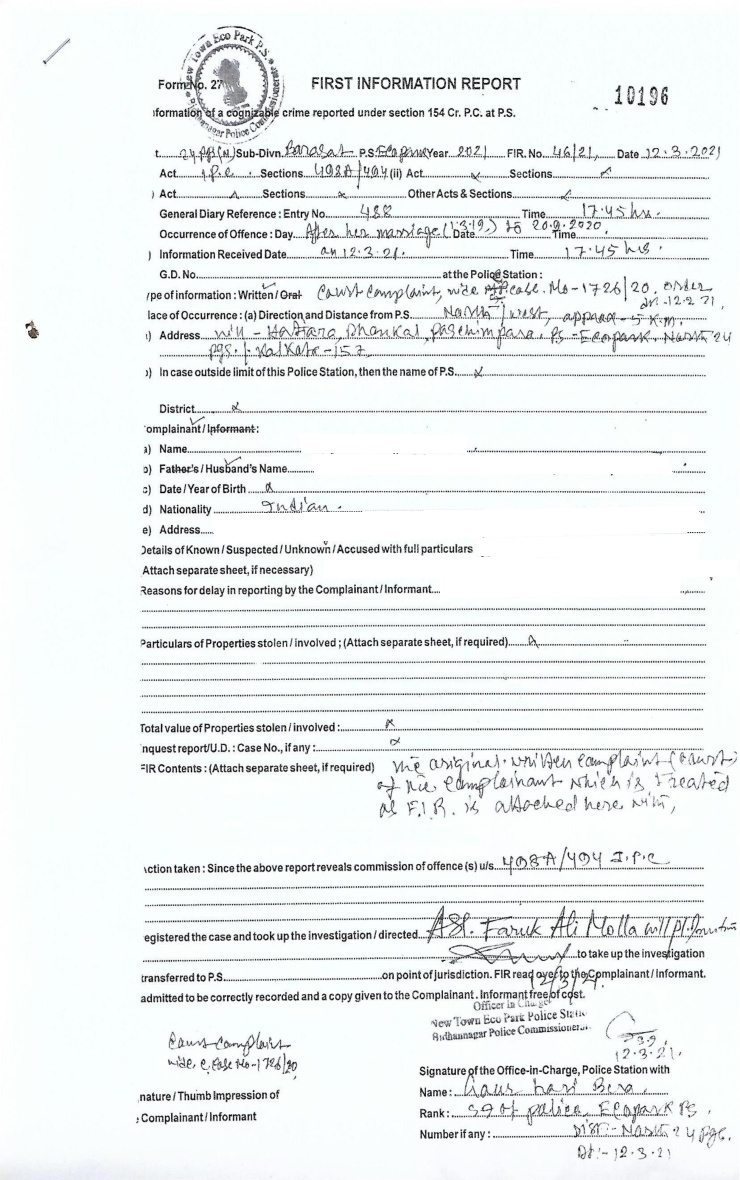 New Town Eco Park P.S.
Bidhannagar Police Commissionerate
Form No. 27
FIRST INFORMATION REPORT
10196
formation of a cognizable crime reported under section 154 Cr. P.C. at P.S.
t. 24 pgs (N) Sub-Divn. Barasat P.S. Ecopark Year 2021 FIR. No. 46/21, Date 12.3.2021
Act I.P.C. Sections 498A/494 (ii) Act x Sections
) Act Sections x Other Acts & Sections
General Diary Reference : Entry No. 488 Time 17.45 hrs.
Occurrence of Offence : Day. After her marriage (1.3.19) Date to 20.9.2020 Time
) Information Received Date on 12.3.21. Time 17.45 hrs.
G.D. No. at the Police Station :
ype of information : Written / Oral Court complaint, vide case No-1726/20. order
dt. 12.2.21,
lace of Occurrence : (a) Direction and Distance from P.S. North/west, approx-5 K.m.
) Address vill - Hatiara, Dhankal, paschimpara, PS - Ecopark. North 24
pgs. Kolkata-157
) In case outside limit of this Police Station, then the name of P.S. x
District x
omplainant / Informant :
a) Name
) Father's / Husband's Name
c) Date / Year of Birth x
d) Nationality Indian.
e) Address
Details of Known / Suspected / Unknown / Accused with full particulars
Attach separate sheet, if necessary)
Reasons for delay in reporting by the Complainant / Informant
Particulars of Properties stolen / involved ; (Attach separate sheet, if required)
Total value of Properties stolen / involved : x
nquest report/U.D. : Case No., if any : x
FIR Contents : (Attach separate sheet, if required) The original written complaint (Court)
of the complainant which is treated
as F.I.R. is attached here with,
ction taken : Since the above report reveals commission of offence (s) u/s. 498A/494 I.P.C
egistered the case and took up the investigation / directed ASI. Faruk Ali Molla will pl.
to take up the investigation
transferred to P.S. on point of jurisdiction. FIR read over to the Complainant / Informant.
admitted to be correctly recorded and a copy given to the Complainant. Informant free of cost.
12/3/21
Officer in Charge
New Town Eco Park Police Statio
Bidhannagar Police Commissioner
12.3.21.
Court complaint
vide, C. Case No-1726/20
Signature of the Office-in-Charge, Police Station with
nature / Thumb Impression of
Complainant / Informant
Name : Gaur hari Bera.
Rank : SI of police, Ecopark PS.
Number if any : Dist:- North 24 pgs.
Dt:- 12.3.21